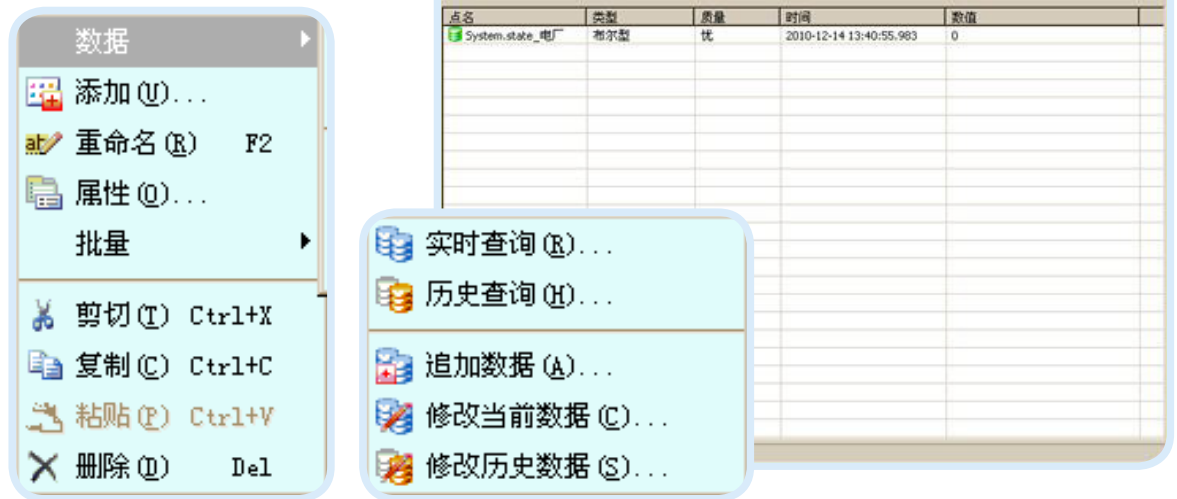 数据
添加(U)...
重命名(R) F2
属性(O)...
批量
剪切(T) Ctrl+X
复制(C) Ctrl+C
粘贴(P) Ctrl+V
删除(D) Del
点名 类型 质量 时间 数值
System.state_电厂 布尔型 优 2010-12-14 13:40:55.983 0
实时查询(R)...
历史查询(H)...
追加数据(A)...
修改当前数据(C)...
修改历史数据(S)...